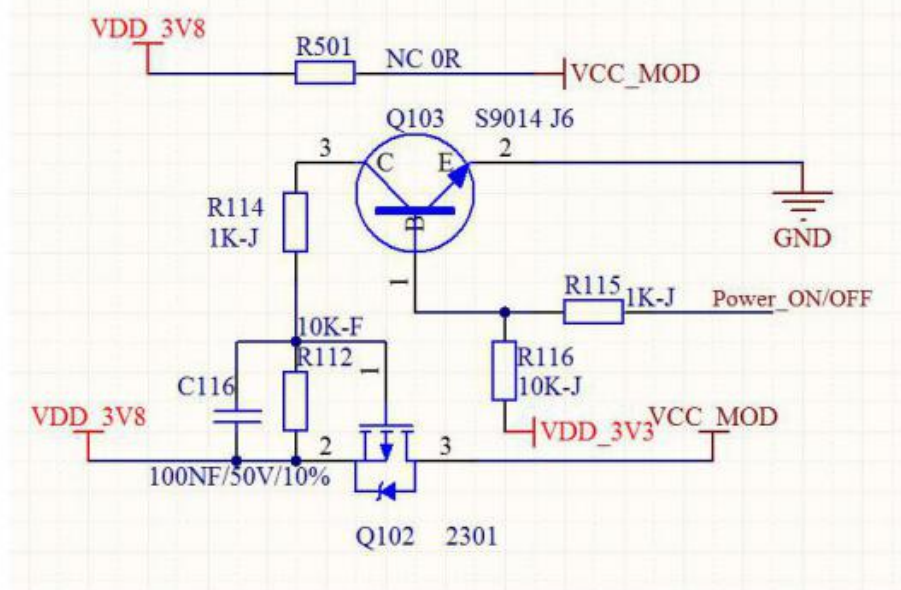 VDD_3V8
R501
NC 0R
VCC_MOD
Q103
S9014 J6
3
C
E
2
B
R114
1K-J
GND
1
R115
1K-J
Power_ON/OFF
10K-F
R112
1
R116
10K-J
C116
VDD_3V8
VDD_3V3
VCC_MOD
2
3
100NF/50V/10%
Q102
2301